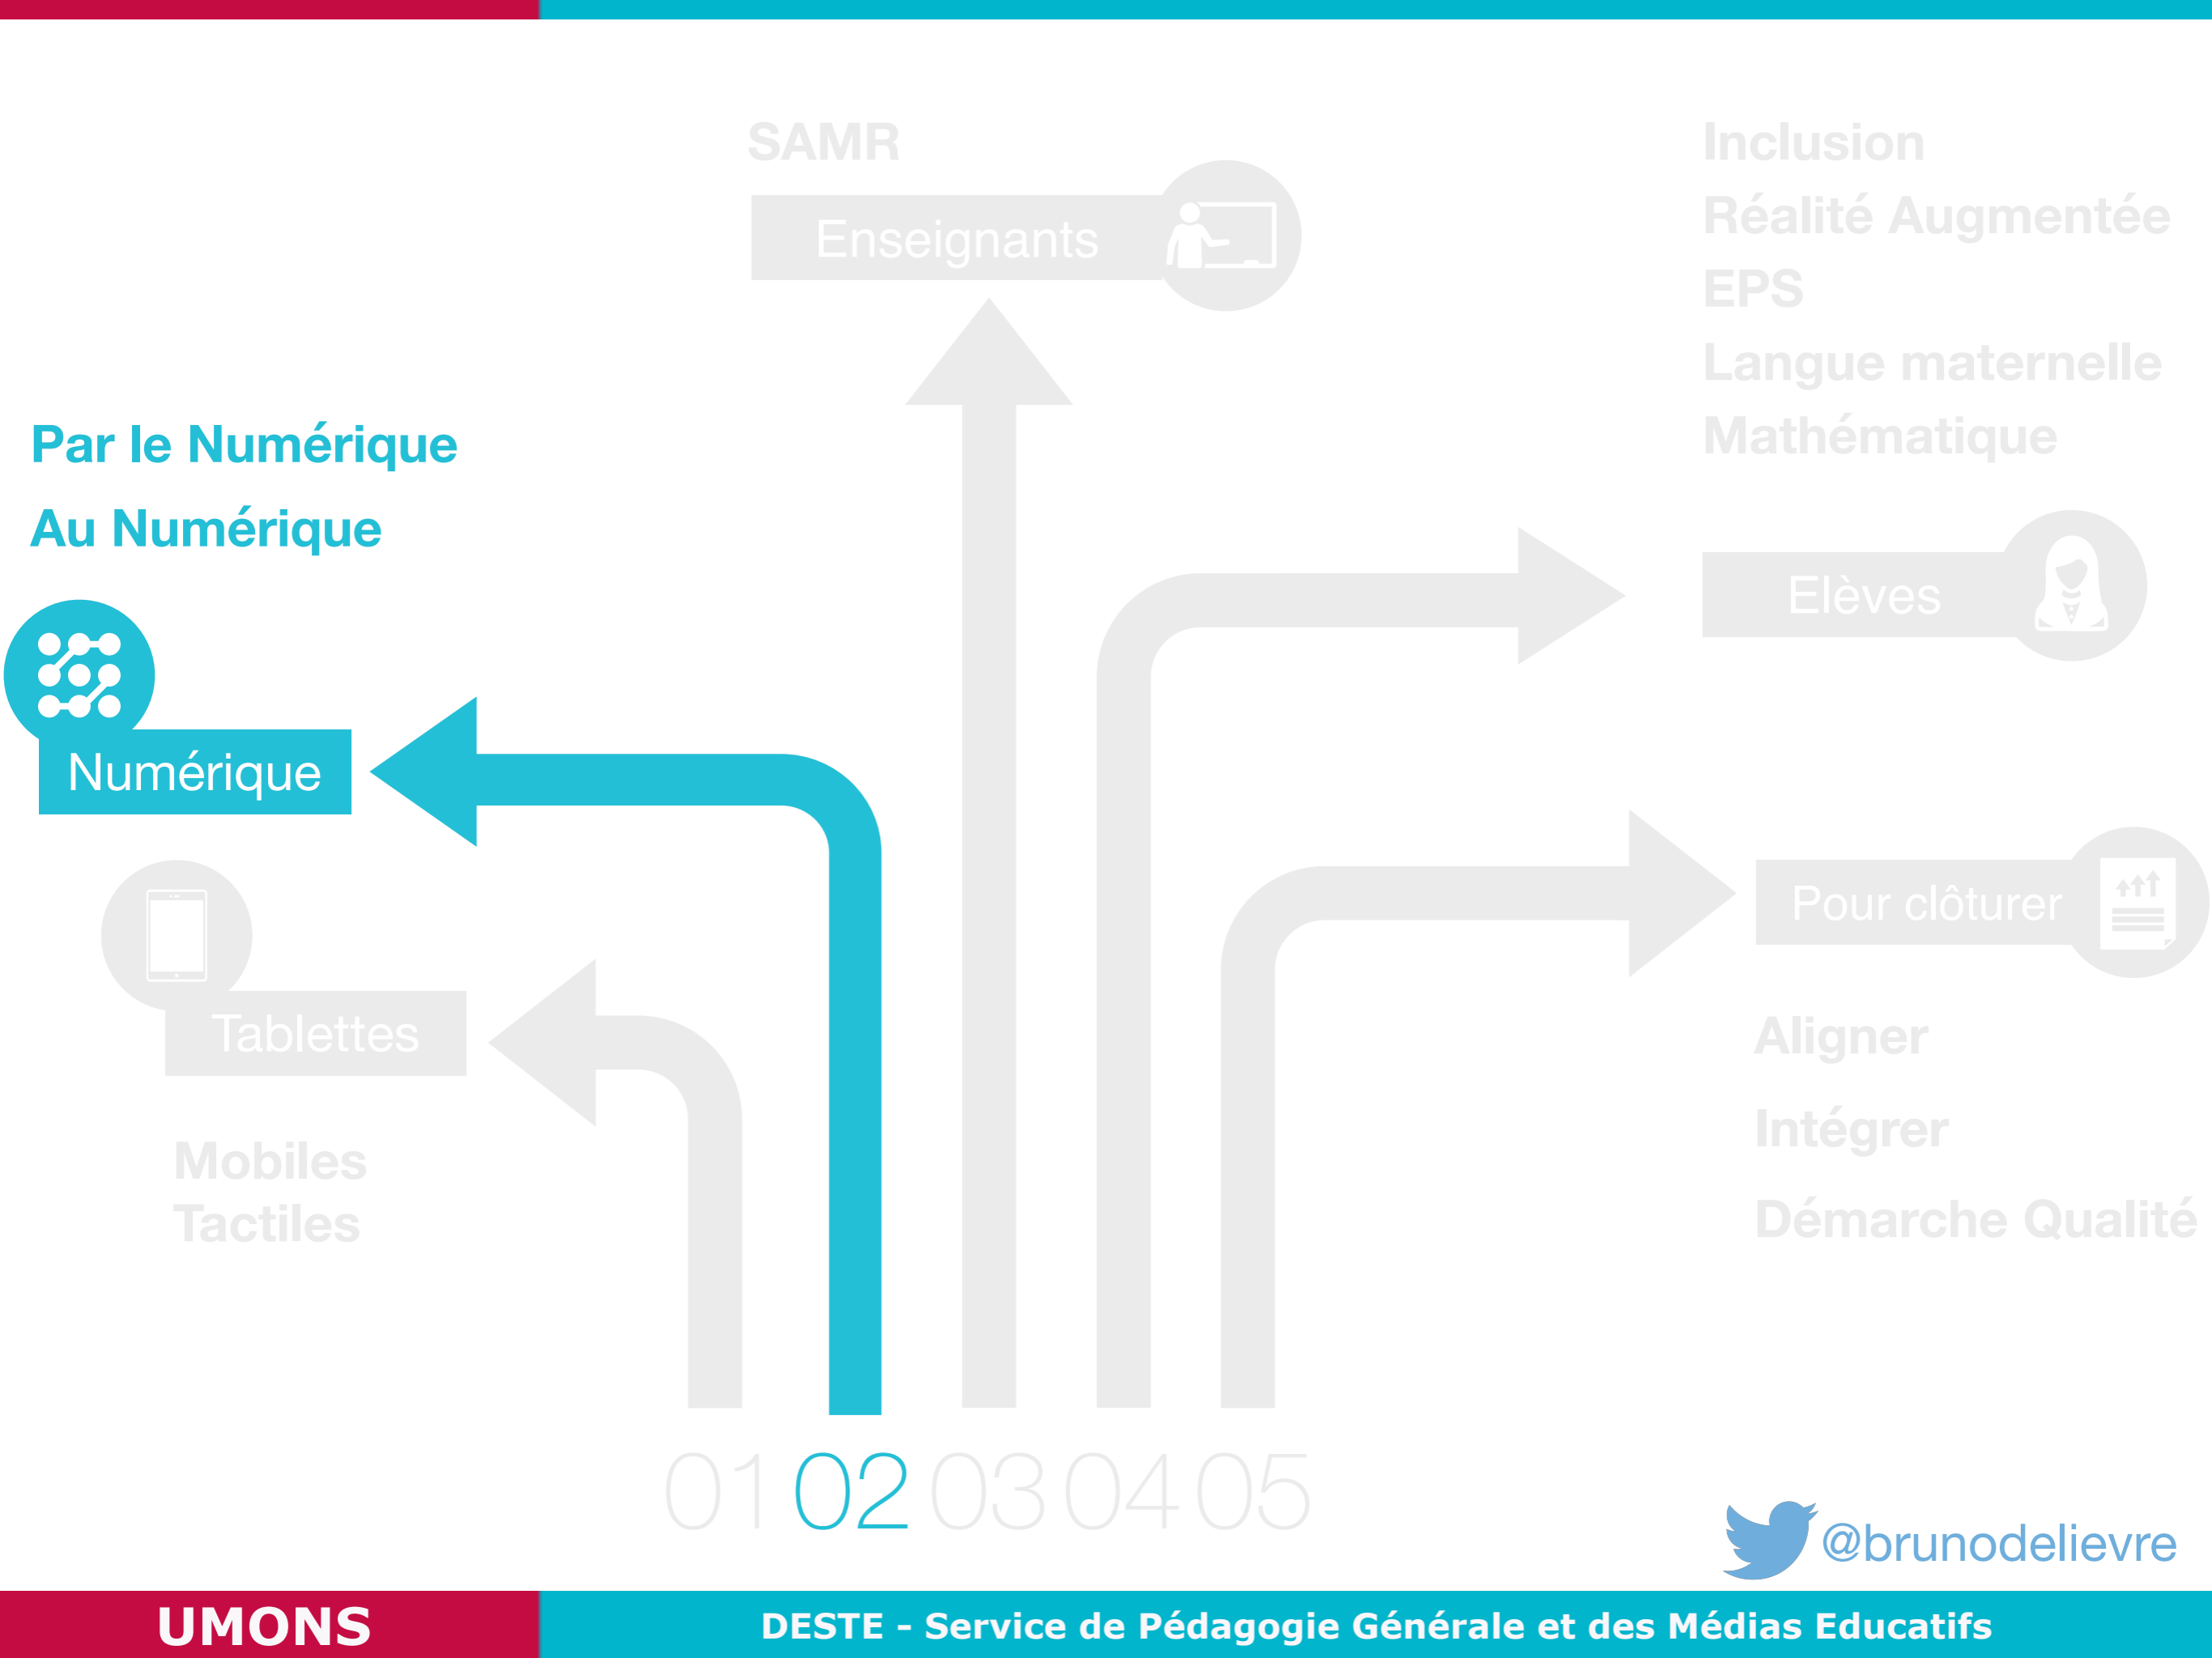 SAMR
Enseignants
Inclusion
Réalité Augmentée
EPS
Langue maternelle
Mathématique
Elèves
Par le Numérique
Au Numérique
Numérique
Tablettes
Mobiles
Tactiles
Pour clôturer
Aligner
Intégrer
Démarche Qualité
01 02 03 04 05
@brunodelievre
UMONS
DESTE – Service de Pédagogie Générale et des Médias Educatifs